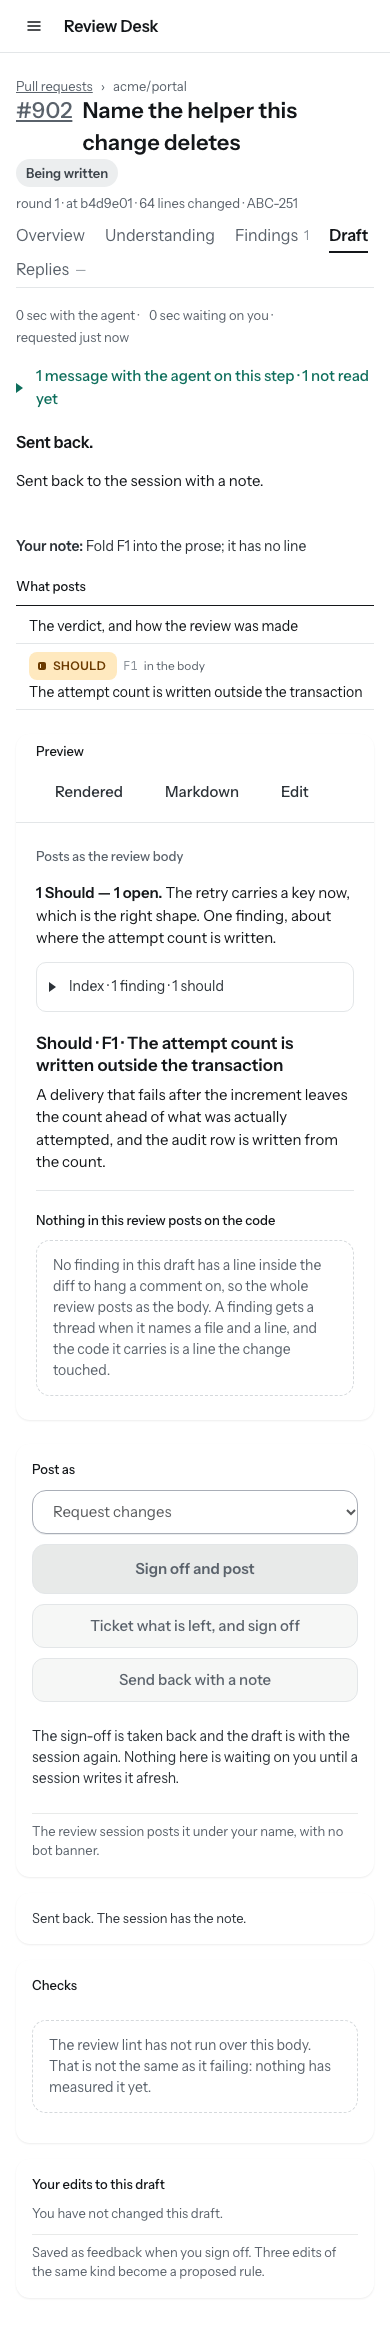 Review Desk
Pull requests › acme/portal
#902 Name the helper this
change deletes
Being written
round 1 · at b4d9e01 · 64 lines changed · ABC-251
Overview Understanding Findings 1 Draft
Replies —
0 sec with the agent · 0 sec waiting on you ·
requested just now
1 message with the agent on this step · 1 not read
yet
Sent back.
Sent back to the session with a note.
Your note: Fold F1 into the prose; it has no line
What posts
The verdict, and how the review was made
SHOULD F1 in the body
The attempt count is written outside the transaction
Preview
Rendered Markdown Edit
Posts as the review body
1 Should — 1 open. The retry carries a key now,
which is the right shape. One finding, about
where the attempt count is written.
Index · 1 finding · 1 should
Should · F1 · The attempt count is
written outside the transaction
A delivery that fails after the increment leaves
the count ahead of what was actually
attempted, and the audit row is written from
the count.
Nothing in this review posts on the code
No finding in this draft has a line inside the
diff to hang a comment on, so the whole
review posts as the body. A finding gets a
thread when it names a file and a line, and
the code it carries is a line the change
touched.
Post as
Request changes
Sign off and post
Ticket what is left, and sign off
Send back with a note
The sign-off is taken back and the draft is with the
session again. Nothing here is waiting on you until a
session writes it afresh.
The review session posts it under your name, with no
bot banner.
Sent back. The session has the note.
Checks
The review lint has not run over this body.
That is not the same as it failing: nothing has
measured it yet.
Your edits to this draft
You have not changed this draft.
Saved as feedback when you sign off. Three edits of
the same kind become a proposed rule.